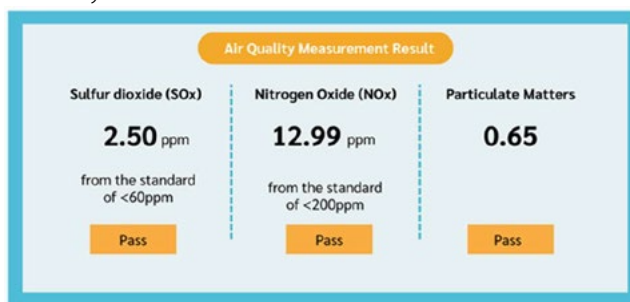 Air Quality Measurement Result
Sulfur dioxide (SOx)
2.50 ppm
from the standard
of <60ppm
Pass
Nitrogen Oxide (NOx)
12.99 ppm
from the standard
of <200ppm
Pass
Particulate Matters
0.65
Pass